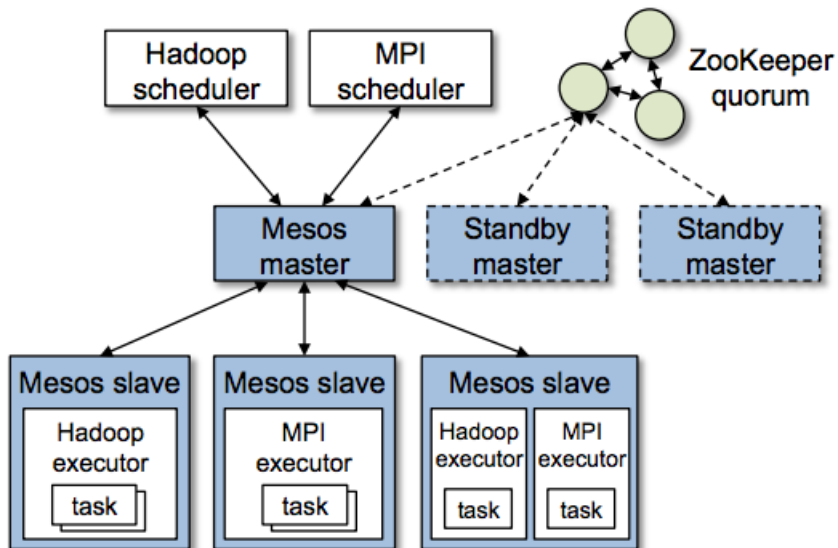 Hadoop
scheduler
MPI
scheduler
ZooKeeper
quorum
Mesos
master
Standby
master
Standby
master
Mesos slave
Hadoop
executor
task
Mesos slave
MPI
executor
task
Mesos slave
Hadoop
executor
task
MPI
executor
task